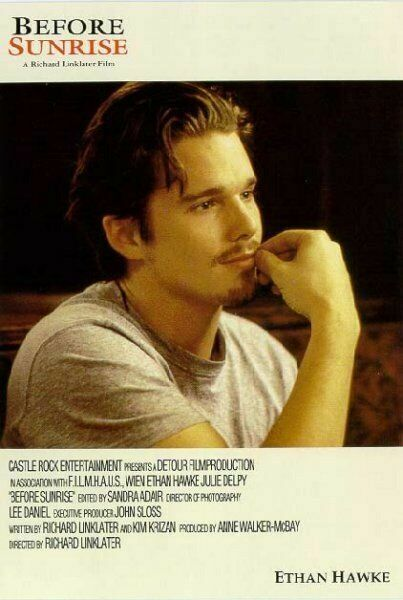 BEFORE
SUNRISE
A Richard Linklater Film
CASTLE ROCK ENTERTAINMENT PRESENTS A DETOUR FILMPRODUCTION
IN ASSOCIATION WITH F.I.L.M.H.A.U.S., WIEN ETHAN HAWKE JULIE DELPY
"BEFORE SUNRISE" EDITED BY SANDRA ADAIR DIRECTOR OF PHOTOGRAPHY
LEE DANIEL EXECUTIVE PRODUCER JOHN SLOSS
WRITTEN BY RICHARD LINKLATER AND KIM KRIZAN PRODUCED BY ANNE WALKER-McBAY
DIRECTED BY RICHARD LINKLATER
ETHAN HAWKE